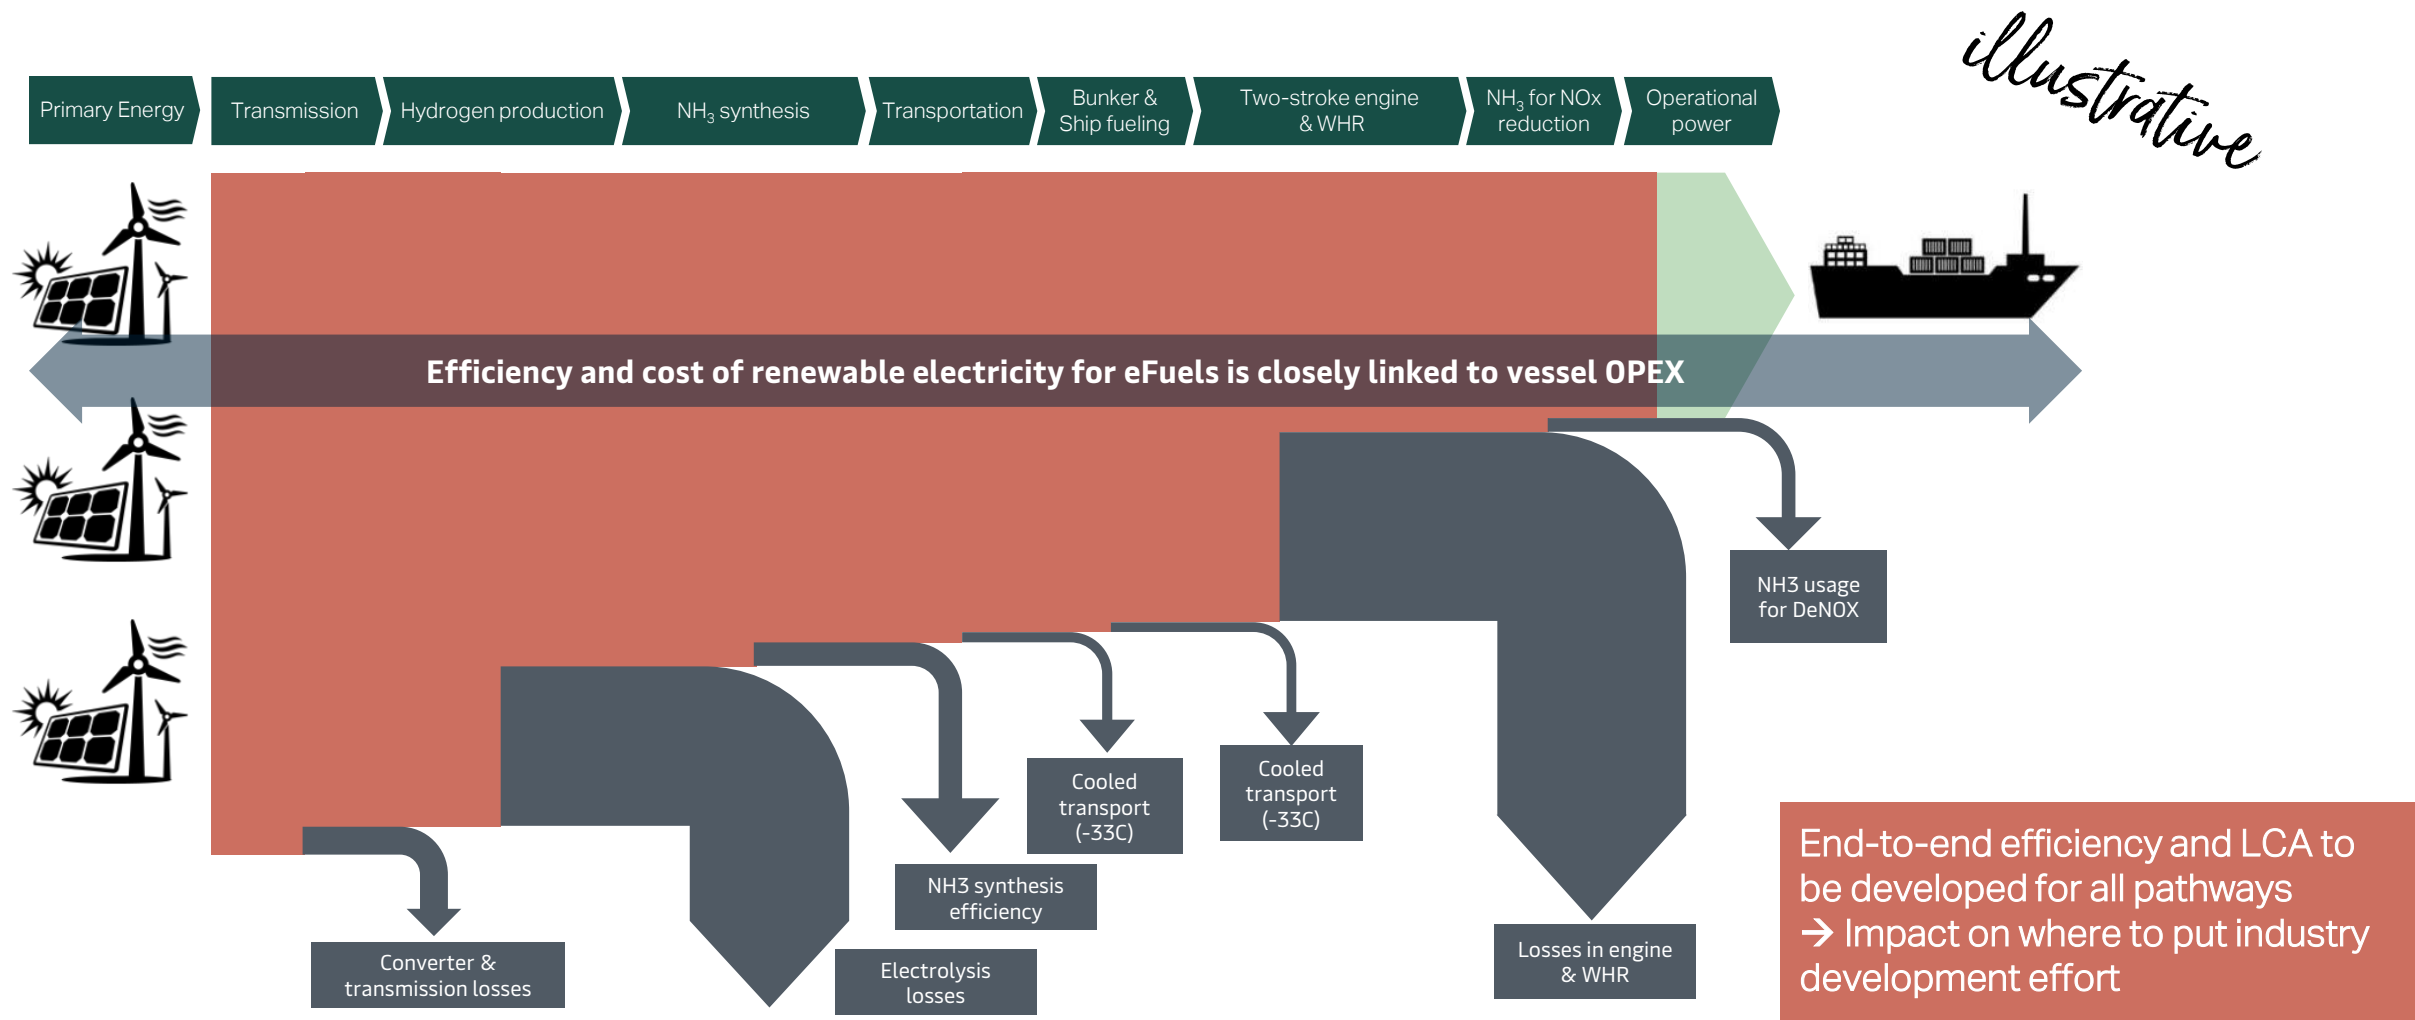 illustrative
Primary Energy
Transmission
Hydrogen production
NH₃ synthesis
Transportation
Bunker &
Ship fueling
Two-stroke engine
& WHR
NH₃ for NOx
reduction
Operational
power
Efficiency and cost of renewable electricity for eFuels is closely linked to vessel OPEX
NH3 usage
for DeNOX
Cooled
transport
(-33C)
Cooled
transport
(-33C)
NH3 synthesis
efficiency
Converter &
transmission losses
Electrolysis
losses
Losses in engine
& WHR
End-to-end efficiency and LCA to
be developed for all pathways
→ Impact on where to put industry
development effort